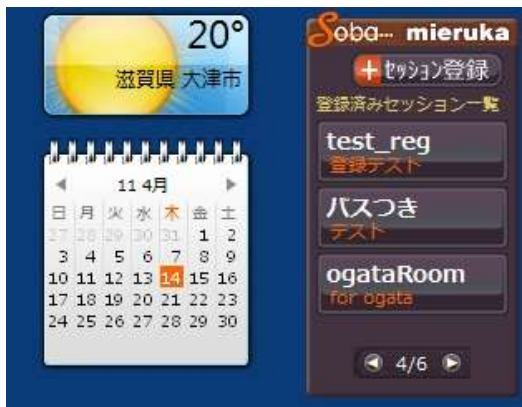 20°
滋賀県 大津市
11 4月
日 月 火 水 木 金 土
27 28 29 30 31 1 2
3 4 5 6 7 8 9
10 11 12 13 14 15 16
17 18 19 20 21 22 23
24 25 26 27 28 29 30
Soba… mieruka
セッション登録
登録済みセッション一覧
test_reg
登録テスト
パスつき
テスト
ogataRoom
for ogata
4/6